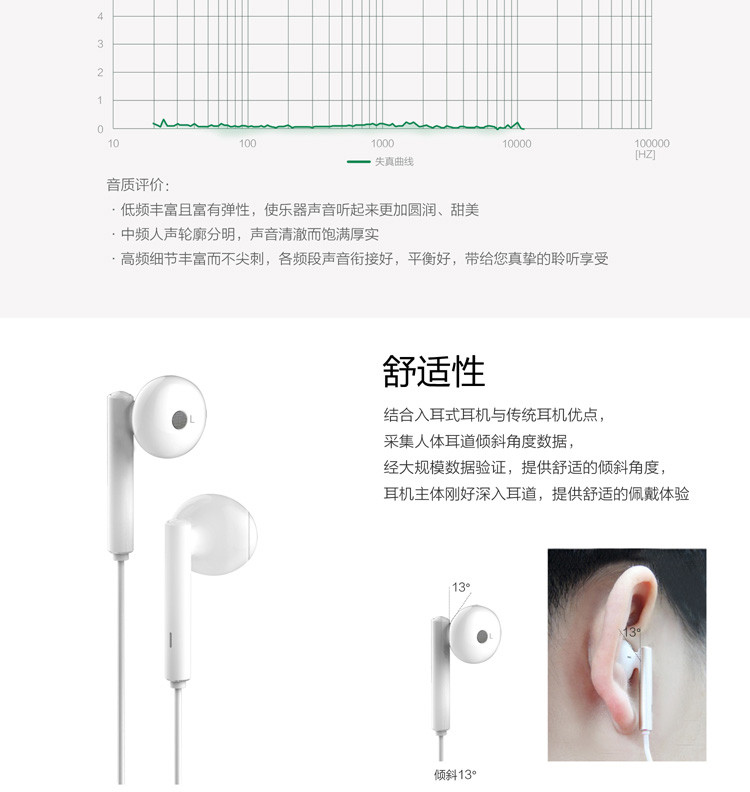 4
3
2
1
0
10 100 1000 10000 100000
[HZ]
失真曲线
音质评价：
·低频丰富且富有弹性，使乐器声音听起来更加圆润、甜美
·中频人声轮廓分明，声音清澈而饱满厚实
·高频细节丰富而不尖刺，各频段声音衔接好，平衡好，带给您真挚的聆听享受
舒适性
结合入耳式耳机与传统耳机优点，
采集人体耳道倾斜角度数据，
经大规模数据验证，提供舒适的倾斜角度，
耳机主体刚好深入耳道，提供舒适的佩戴体验
L
13°
L
13°
倾斜13°